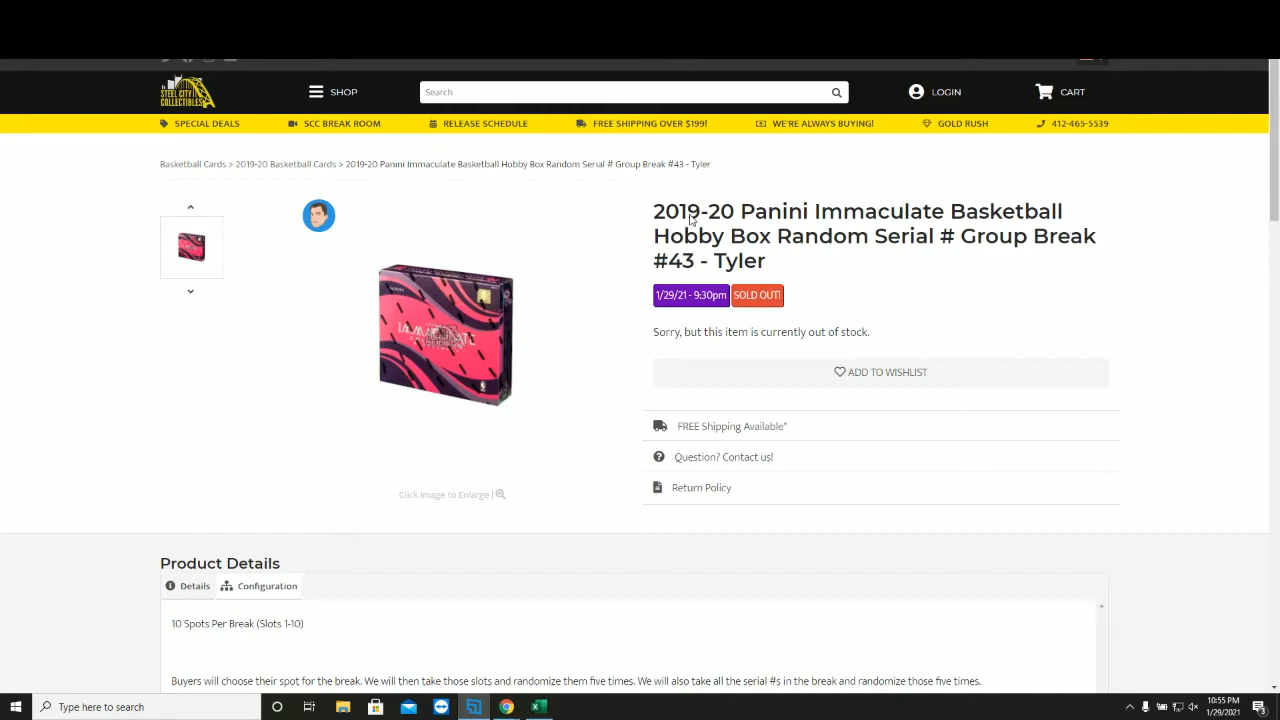 STEEL CITY
COLLECTIBLES
SHOP
Search
LOGIN
CART
SPECIAL DEALS
SCC BREAK ROOM
RELEASE SCHEDULE
FREE SHIPPING OVER $199!
WE'RE ALWAYS BUYING!
GOLD RUSH
412-465-5539
Basketball Cards > 2019-20 Basketball Cards > 2019-20 Panini Immaculate Basketball Hobby Box Random Serial # Group Break #43 - Tyler
2019-20 Panini Immaculate Basketball
Hobby Box Random Serial # Group Break
#43 - Tyler
1/29/21 - 9:30pm
SOLD OUT!
Sorry, but this item is currently out of stock.
ADD TO WISHLIST
FREE Shipping Available*
Question? Contact us!
Return Policy
IMMACULATE
Click Image to Enlarge |
Product Details
Details
Configuration
10 Spots Per Break (Slots 1-10)
Buyers will choose their spot for the break. We will then take those slots and randomize them five times. We will also take all the serial #s in the break and randomize those five times.
Type here to search
10:55 PM
1/29/2021
3